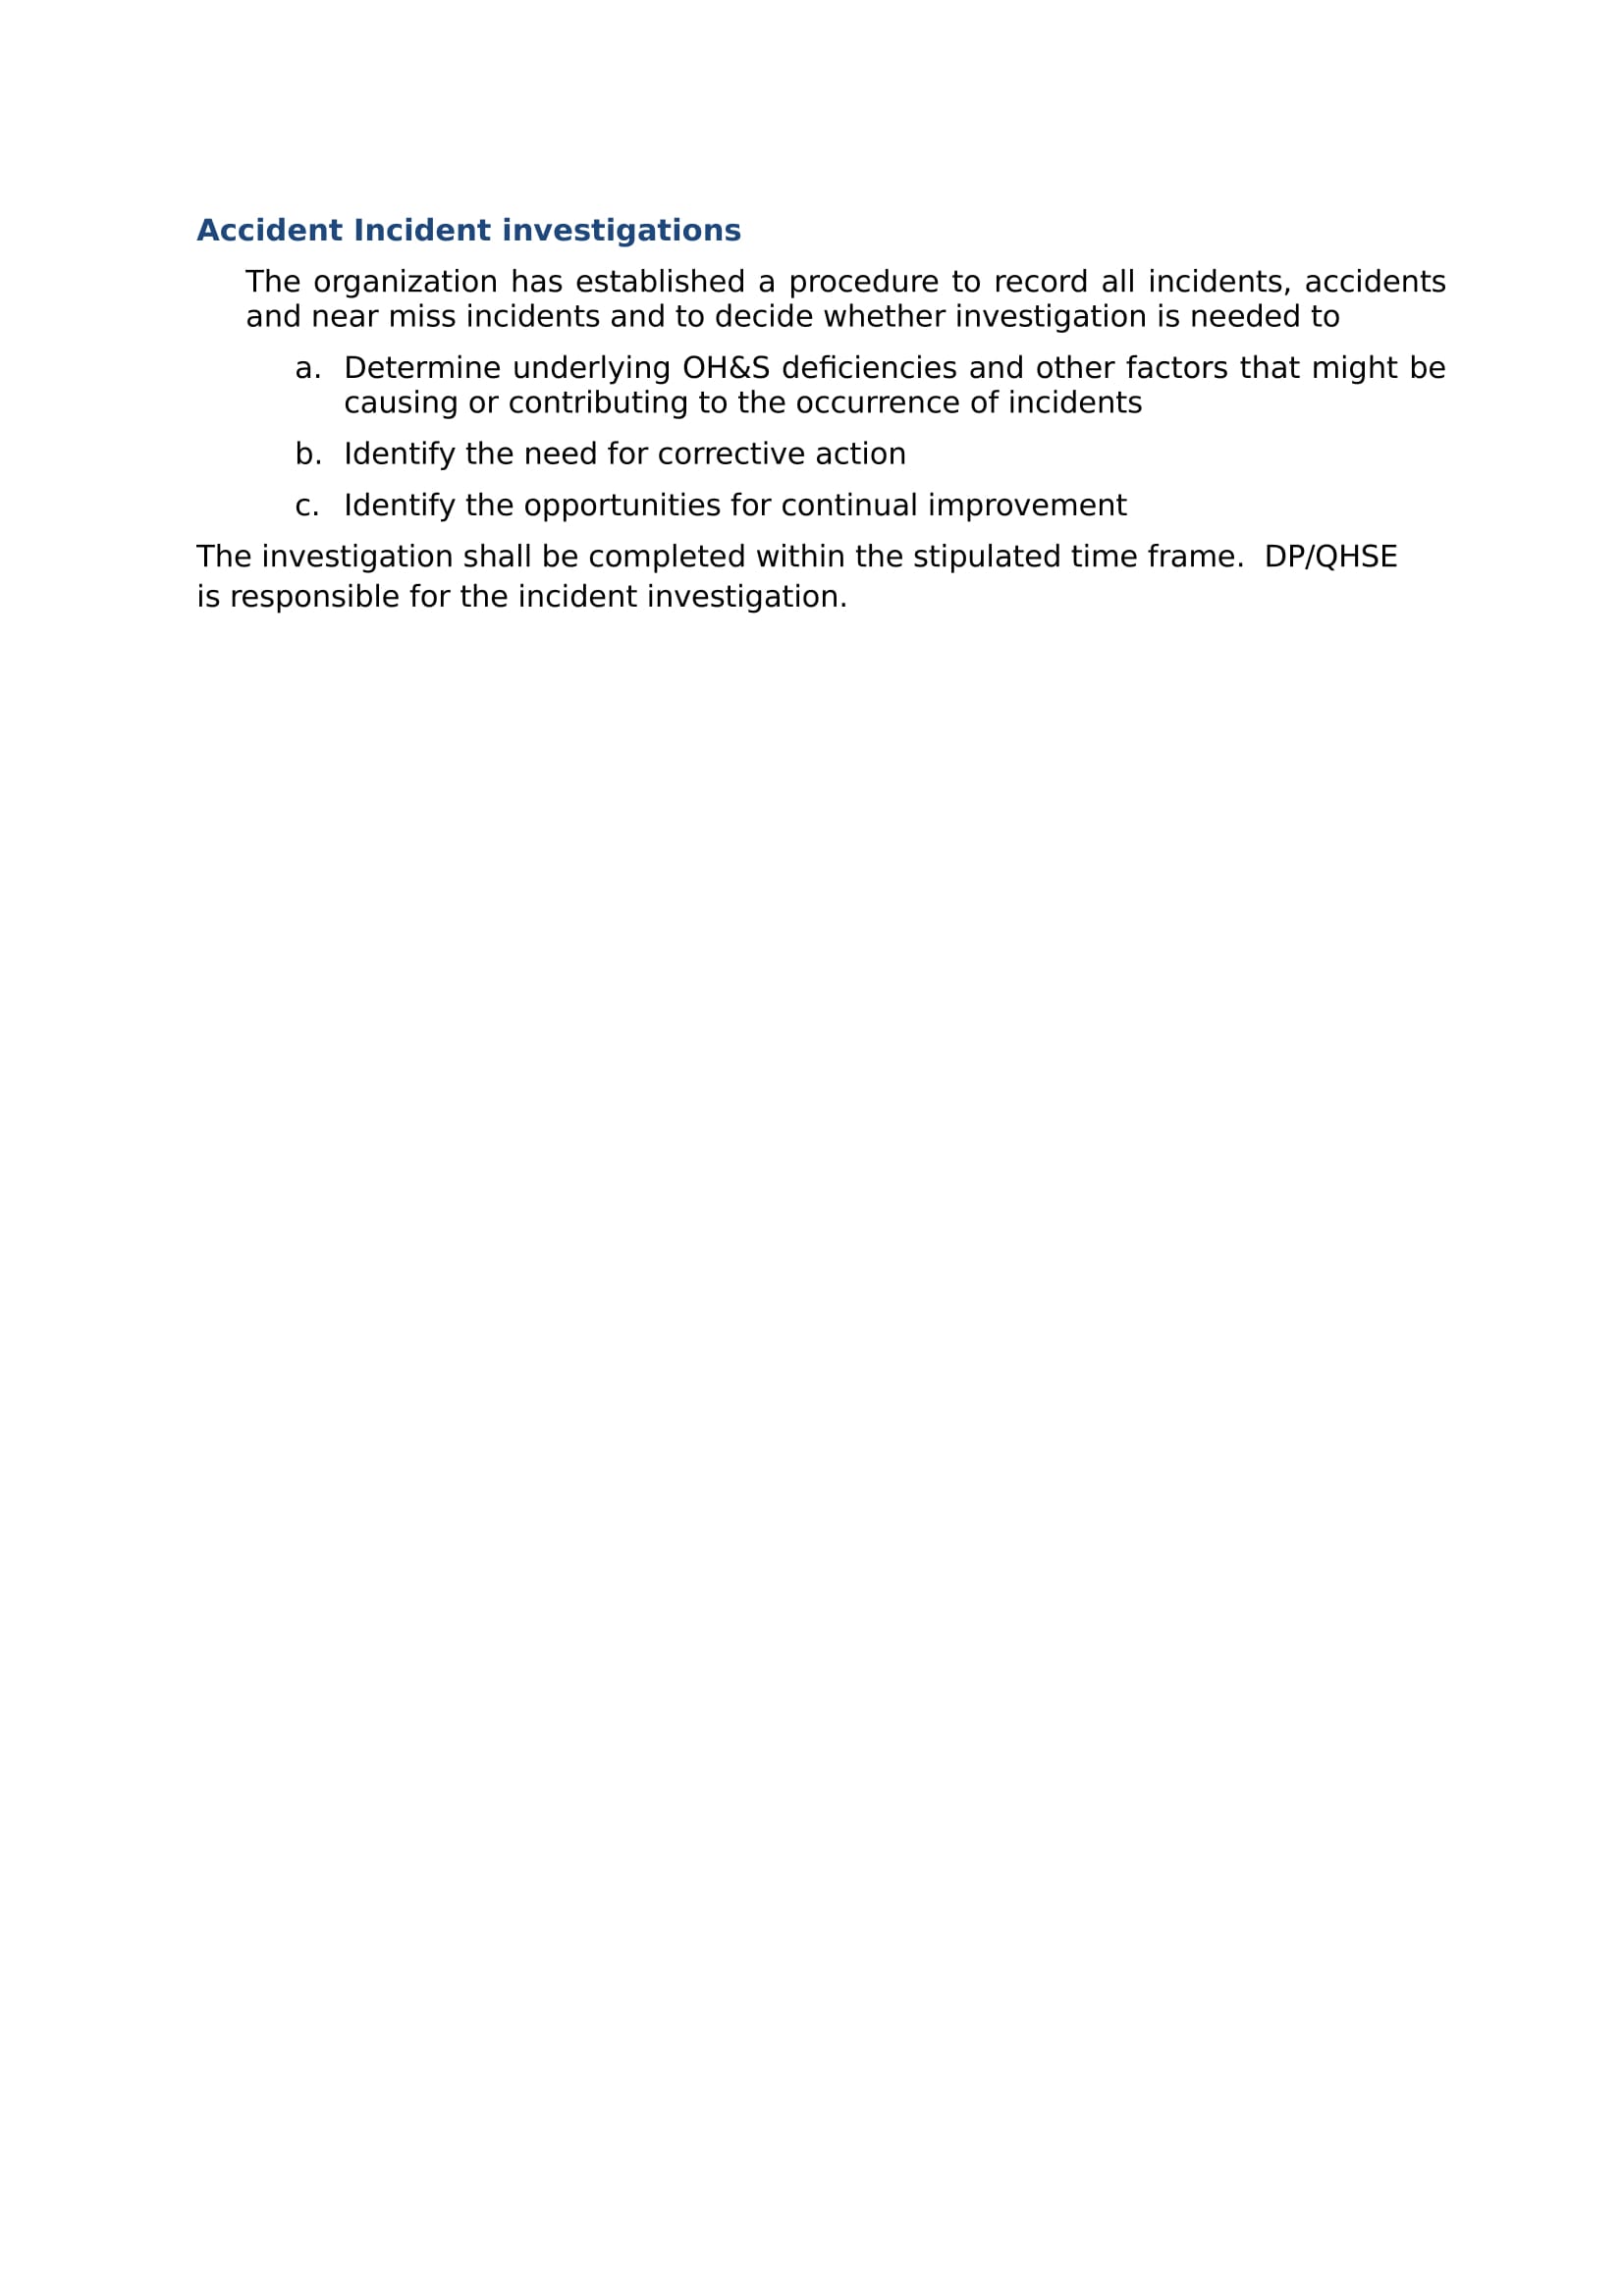 Accident Incident investigations
The organization has established a procedure to record all incidents, accidents
and near miss incidents and to decide whether investigation is needed to
a. Determine underlying OH&S deficiencies and other factors that might be
causing or contributing to the occurrence of incidents
b. Identify the need for corrective action
c. Identify the opportunities for continual improvement
The investigation shall be completed within the stipulated time frame.  DP/QHSE
is responsible for the incident investigation.